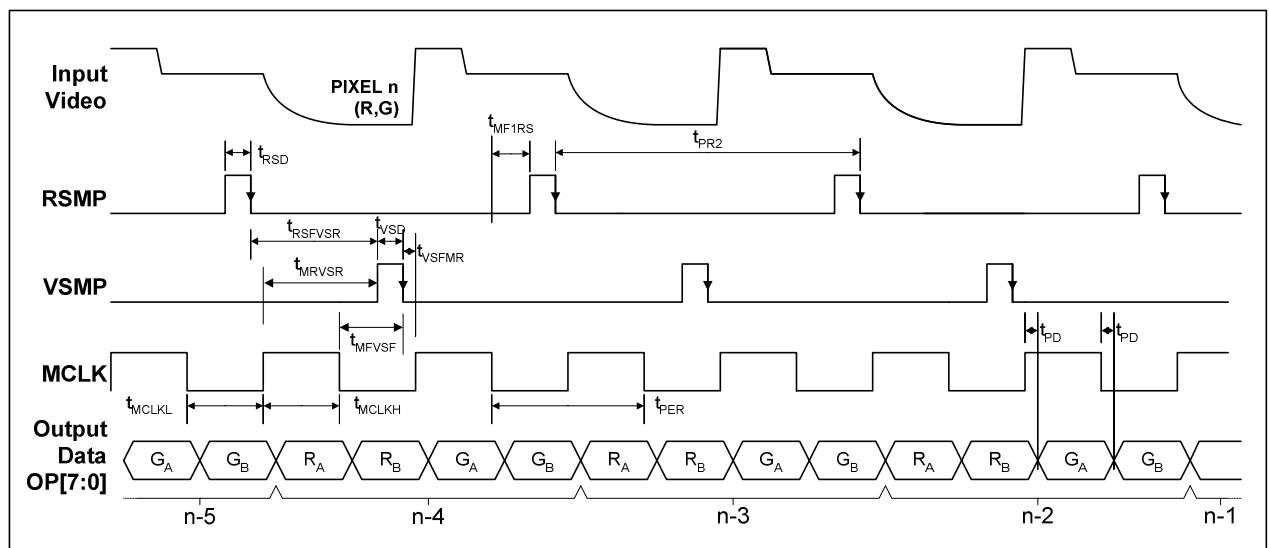 Input
Video
PIXEL n
(R,G)
tMF1RS
tPR2
tRSD
RSMP
tRSFVSR
tVSD
tVSFMR
tMRVSR
VSMP
tMFVSF
tPD
tPD
MCLK
tMCLKL
tMCLKH
tPER
Output
Data
OP[7:0]
GA GB RA RB GA GB RA RB GA GB RA RB GA GB
n-5 n-4 n-3 n-2 n-1